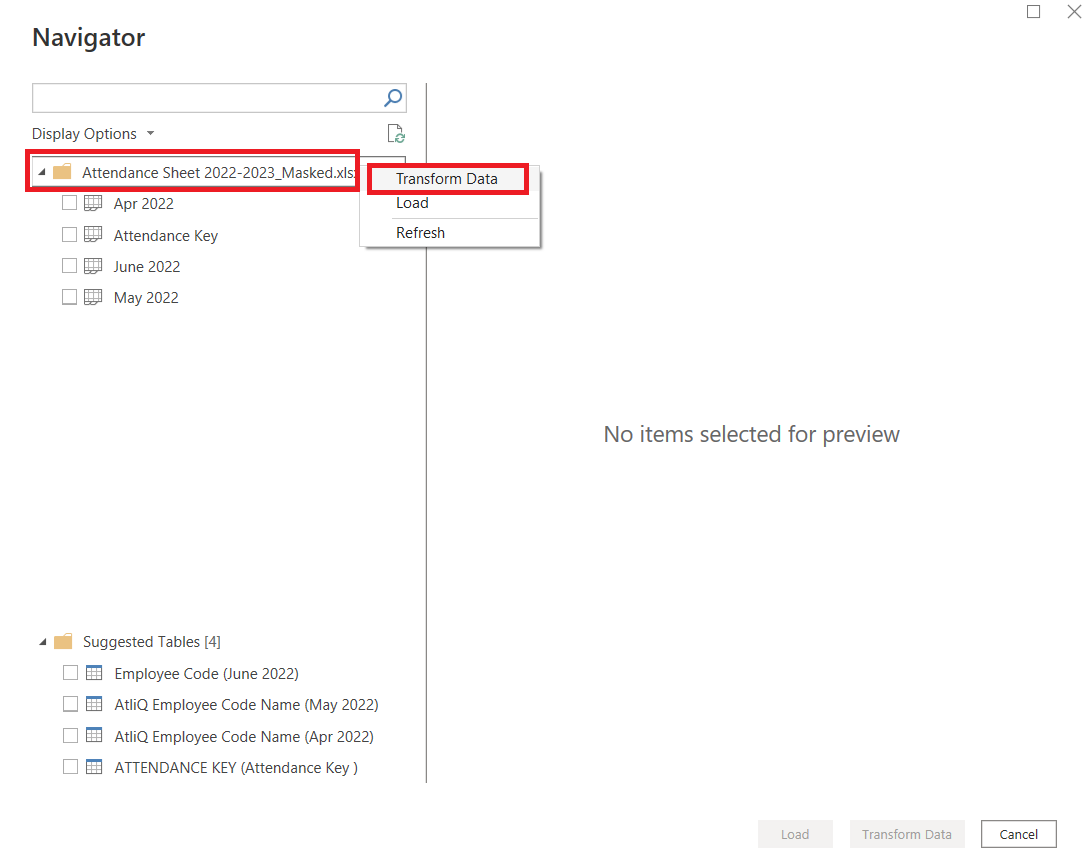 Navigator
Display Options
Attendance Sheet 2022-2023_Masked.xlsx
Transform Data
Load
Refresh
Apr 2022
Attendance Key
June 2022
May 2022
No items selected for preview
Suggested Tables [4]
Employee Code (June 2022)
AtliQ Employee Code Name (May 2022)
AtliQ Employee Code Name (Apr 2022)
ATTENDANCE KEY (Attendance Key )
Load
Transform Data
Cancel